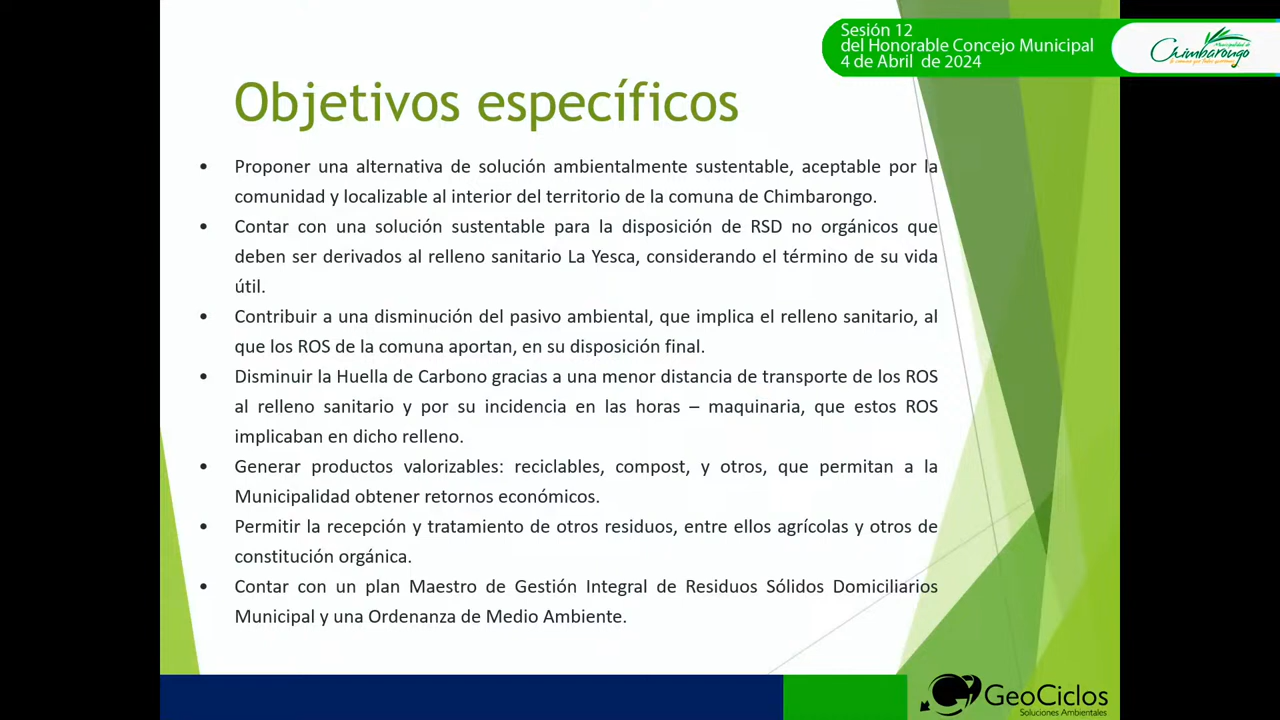 Sesión 12
del Honorable Concejo Municipal
4 de Abril de 2024
Municipalidad de
Chimbarongo
Objetivos específicos
• Proponer una alternativa de solución ambientalmente sustentable, aceptable por la
comunidad y localizable al interior del territorio de la comuna de Chimbarongo.
• Contar con una solución sustentable para la disposición de RSD no orgánicos que
deben ser derivados al relleno sanitario La Yesca, considerando el término de su vida
útil.
• Contribuir a una disminución del pasivo ambiental, que implica el relleno sanitario, al
que los ROS de la comuna aportan, en su disposición final.
• Disminuir la Huella de Carbono gracias a una menor distancia de transporte de los ROS
al relleno sanitario y por su incidencia en las horas – maquinaria, que estos ROS
implicaban en dicho relleno.
• Generar productos valorizables: reciclables, compost, y otros, que permitan a la
Municipalidad obtener retornos económicos.
• Permitir la recepción y tratamiento de otros residuos, entre ellos agrícolas y otros de
constitución orgánica.
• Contar con un plan Maestro de Gestión Integral de Residuos Sólidos Domiciliarios
Municipal y una Ordenanza de Medio Ambiente.
GeoCiclos
Soluciones Ambientales